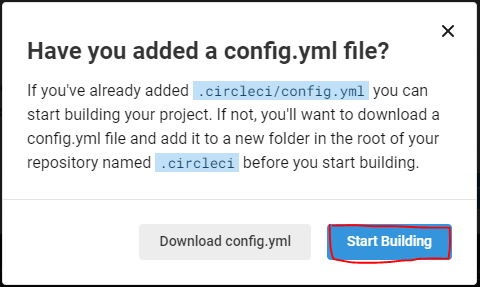 Have you added a config.yml file?
If you've already added .circleci/config.yml you can
start building your project. If not, you'll want to download a
config.yml file and add it to a new folder in the root of your
repository named .circleci before you start building.
Download config.yml
Start Building